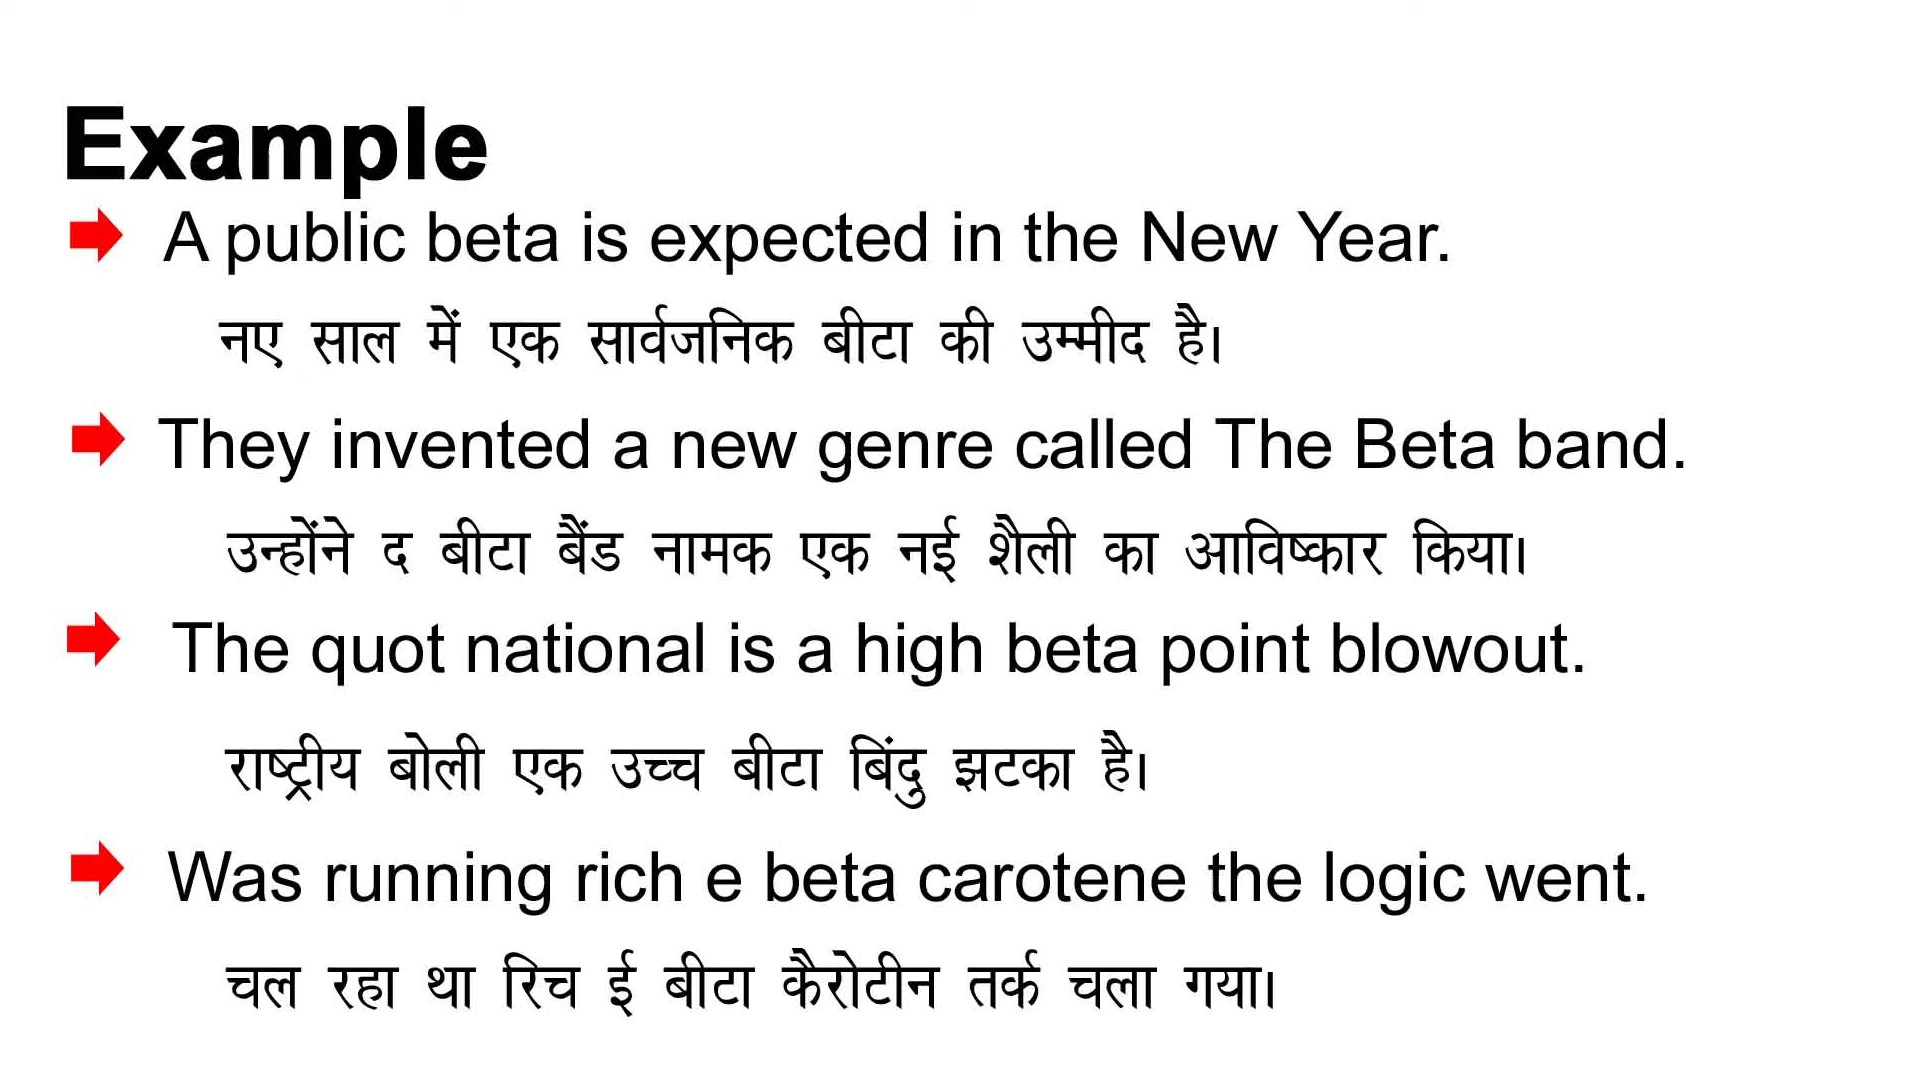 Example
A public beta is expected in the New Year.
नए साल में एक सार्वजनिक बीटा की उम्मीद है।
They invented a new genre called The Beta band.
उन्होंने द बीटा बैंड नामक एक नई शैली का आविष्कार किया।
The quot national is a high beta point blowout.
राष्ट्रीय बोली एक उच्च बीटा बिंदु झटका है।
Was running rich e beta carotene the logic went.
चल रहा था रिच ई बीटा कैरोटीन तर्क चला गया।